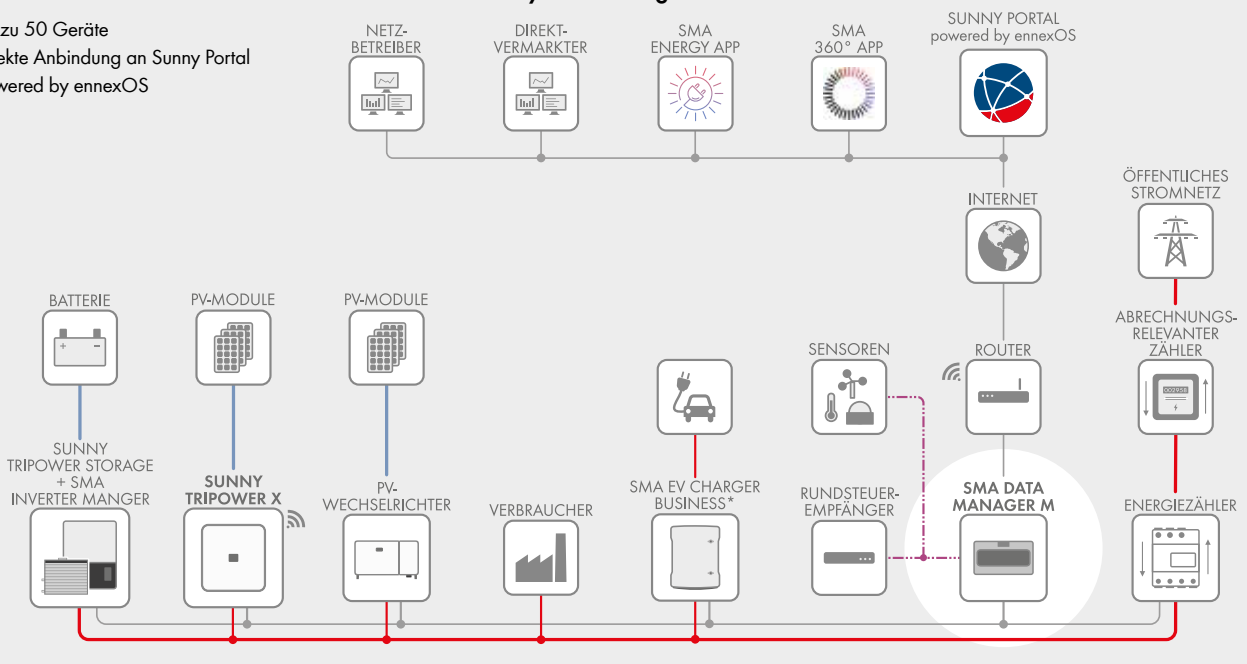 zu 50 Geräte
ekte Anbindung an Sunny Portal
wered by ennexOS
NETZ-
BETREIBER
DIREKT-
VERMARKTER
SMA
ENERGY APP
SMA
360° APP
SUNNY PORTAL
powered by ennexOS
INTERNET
ÖFFENTLICHES
STROMNETZ
BATTERIE
PV-MODULE
PV-MODULE
SENSOREN
ROUTER
ABRECHNUNGS-
RELEVANTER
ZÄHLER
SUNNY
TRIPOWER STORAGE
+ SMA
INVERTER MANGER
SUNNY
TRIPOWER X
PV-
WECHSELRICHTER
VERBRAUCHER
SMA EV CHARGER
BUSINESS*
RUNDSTEUER-
EMPFÄNGER
SMA DATA
MANAGER M
ENERGIEZÄHLER